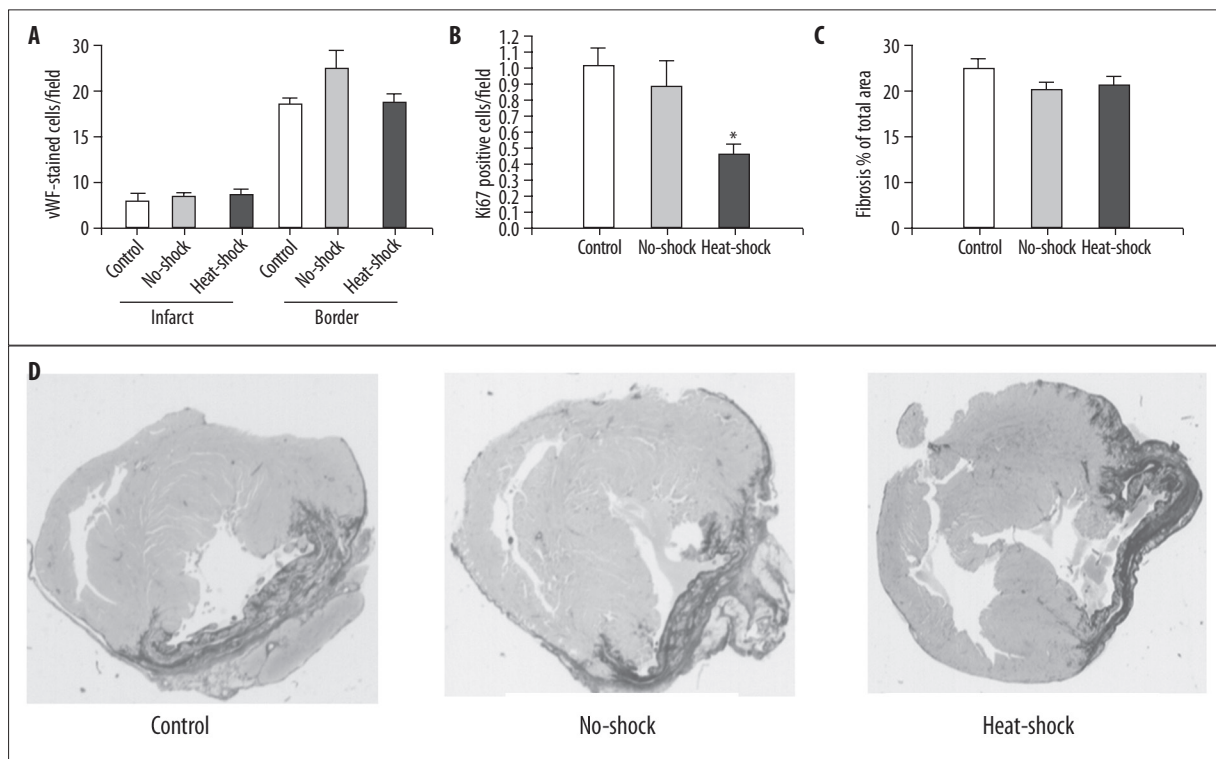 A
vWF-stained cells/field
30
20
15
10
0
Control
No-shock
Heat-shock
Control
No-shock
Heat-shock
Infarct
Border
B
Ki67 positive cells/field
1.2
1.1
1.0
0.9
0.8
0.7
0.6
0.5
0.4
0.3
0.2
0.1
0.0
*
Control
No-shock
Heat-shock
C
Fibrosis % of total area
30
20
15
10
0
Control
No-shock
Heat-shock
D
Control
No-shock
Heat-shock